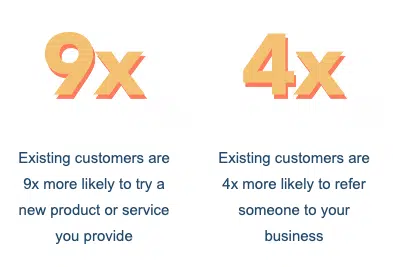 9x
Existing customers are
9x more likely to try a
new product or service
you provide
4x
Existing customers are
4x more likely to refer
someone to your
business